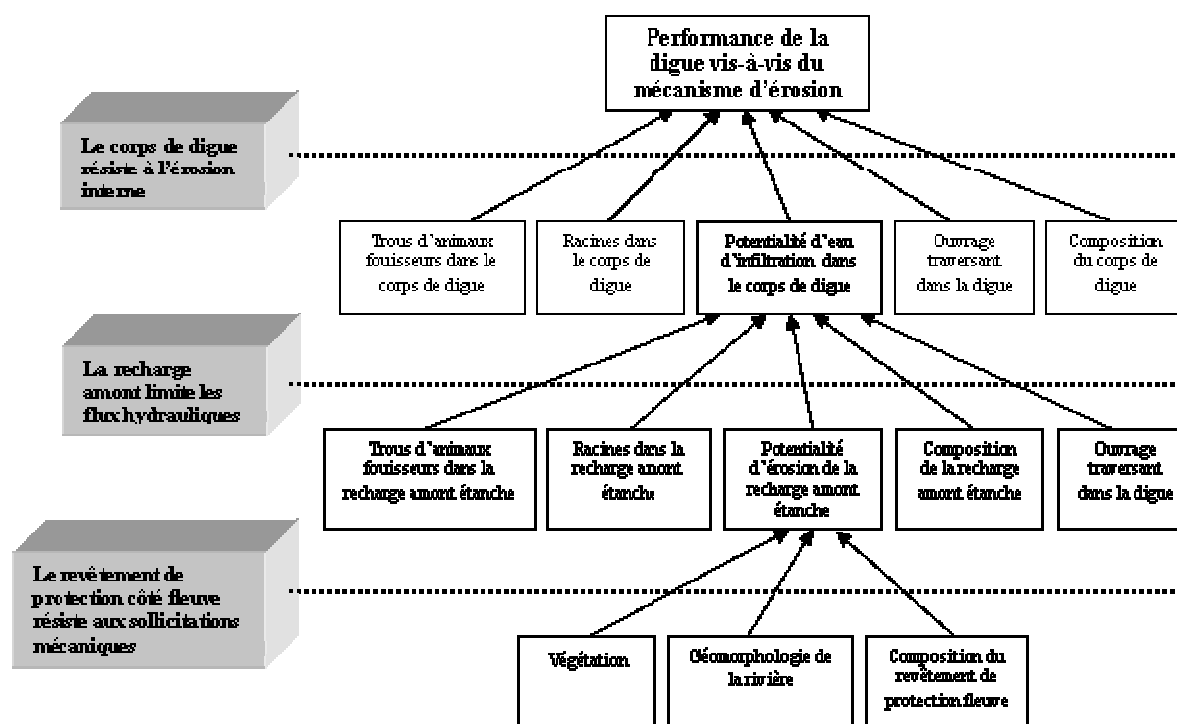 Performance de la
digue vis-à-vis du
mécanisme d'érosion
Le corps de digue
résiste à l'érosion
interne
Trous d'animaux
fouisseurs dans le
corps de digue
Racines dans
le corps de
digue
Potentialité d'eau
d'infiltration dans
le corps de digue
Ouvrage
traversant
dans la digue
Composition
du corps de
digue
La recharge
amont limite les
flux hydrauliques
Trous d'animaux
fouisseurs dans la
recharge amont étanche
Racines dans la
recharge amont
étanche
Potentialité
d'érosion de la
recharge amont
étanche
Composition
de la recharge
amont étanche
Ouvrage
traversant
dans la digue
Le revêtement de
protection côté fleuve
résiste aux sollicitations
mécaniques
Végétation
Géomorphologie de
la rivière
Composition du
revêtement de
protection fleuve